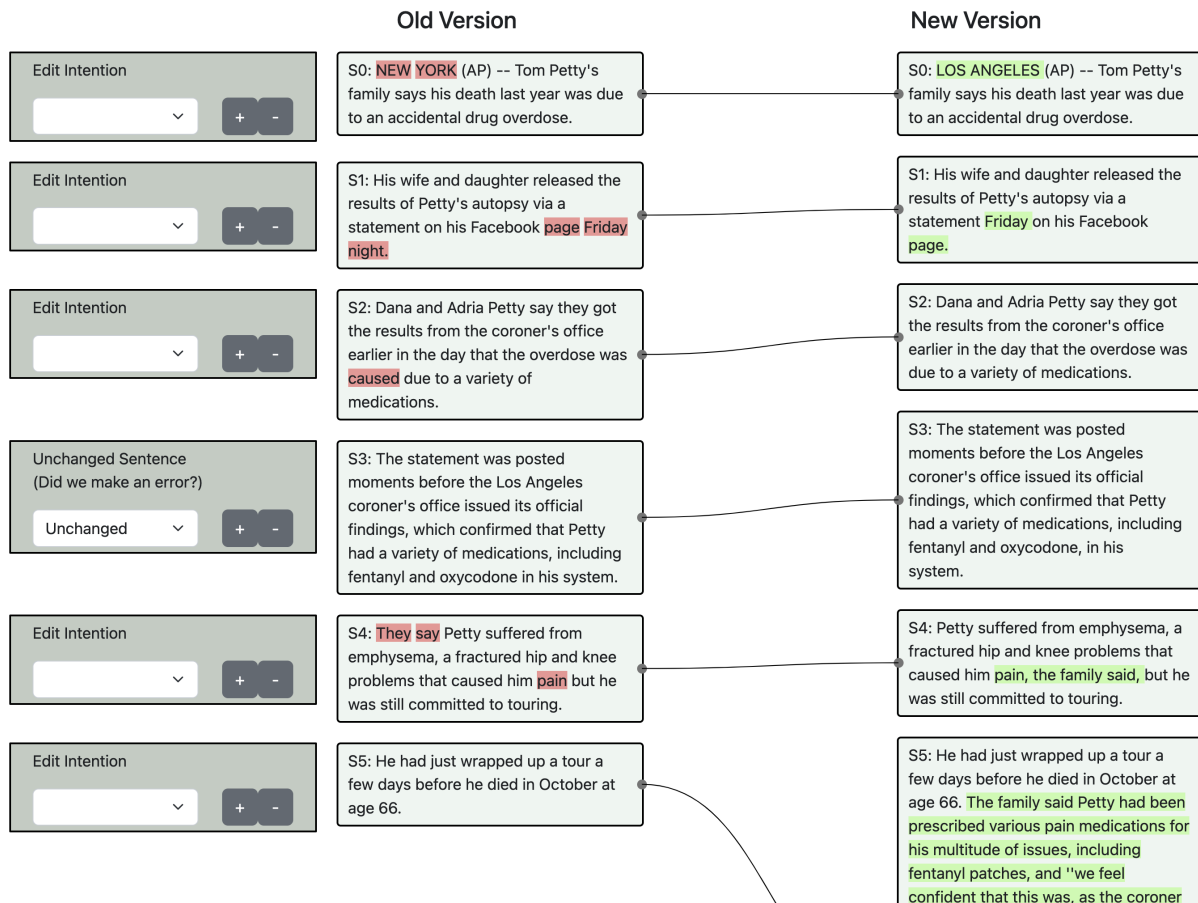 Old Version
New Version
Edit Intention
+ -
S0: NEW YORK (AP) -- Tom Petty's
family says his death last year was due
to an accidental drug overdose.
S0: LOS ANGELES (AP) -- Tom Petty's
family says his death last year was due
to an accidental drug overdose.
Edit Intention
+ -
S1: His wife and daughter released the
results of Petty's autopsy via a
statement on his Facebook page Friday
night.
S1: His wife and daughter released the
results of Petty's autopsy via a
statement Friday on his Facebook
page.
Edit Intention
+ -
S2: Dana and Adria Petty say they got
the results from the coroner's office
earlier in the day that the overdose was
caused due to a variety of
medications.
S2: Dana and Adria Petty say they got
the results from the coroner's office
earlier in the day that the overdose was
due to a variety of medications.
Unchanged Sentence
(Did we make an error?)
Unchanged
+ -
S3: The statement was posted
moments before the Los Angeles
coroner's office issued its official
findings, which confirmed that Petty
had a variety of medications, including
fentanyl and oxycodone in his system.
S3: The statement was posted
moments before the Los Angeles
coroner's office issued its official
findings, which confirmed that Petty
had a variety of medications, including
fentanyl and oxycodone, in his
system.
Edit Intention
+ -
S4: They say Petty suffered from
emphysema, a fractured hip and knee
problems that caused him pain but he
was still committed to touring.
S4: Petty suffered from emphysema, a
fractured hip and knee problems that
caused him pain, the family said, but he
was still committed to touring.
Edit Intention
+ -
S5: He had just wrapped up a tour a
few days before he died in October at
age 66.
S5: He had just wrapped up a tour a
few days before he died in October at
age 66. The family said Petty had been
prescribed various pain medications for
his multitude of issues, including
fentanyl patches, and ''we feel
confident that this was, as the coroner